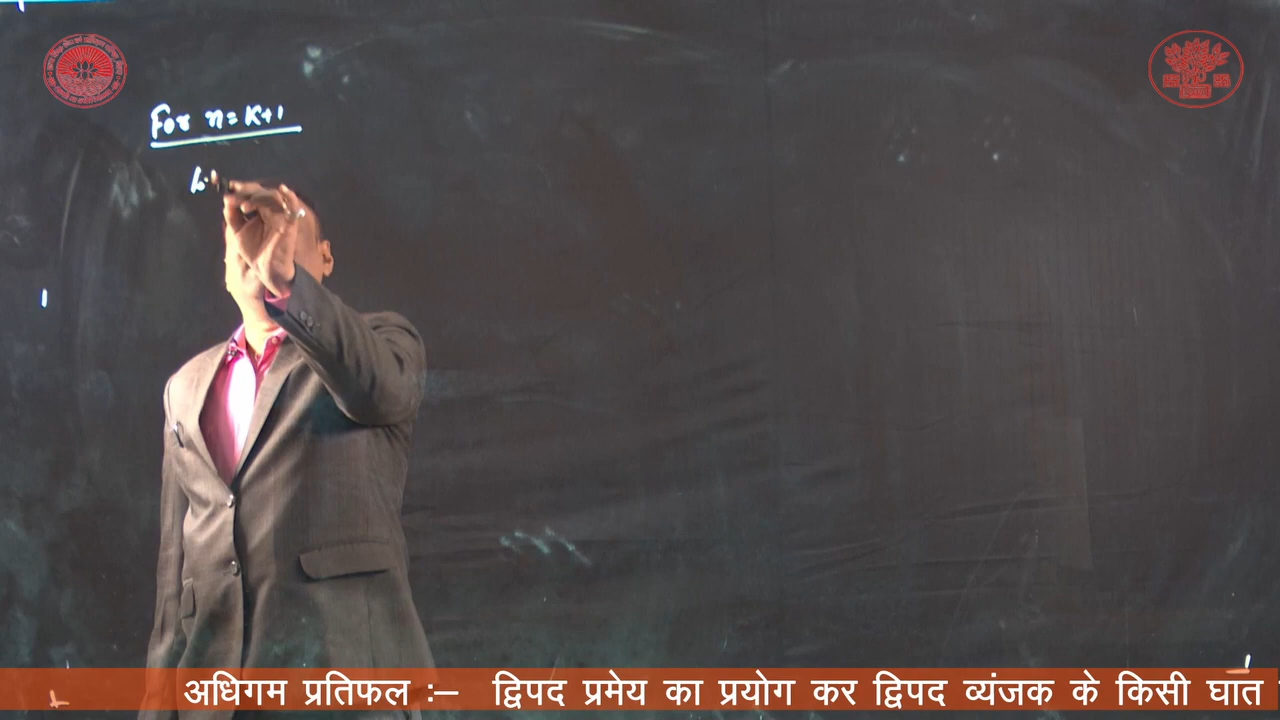 For n = K+1
अधिगम प्रतिफल :– द्विपद प्रमेय का प्रयोग कर द्विपद व्यंजक के किसी घात